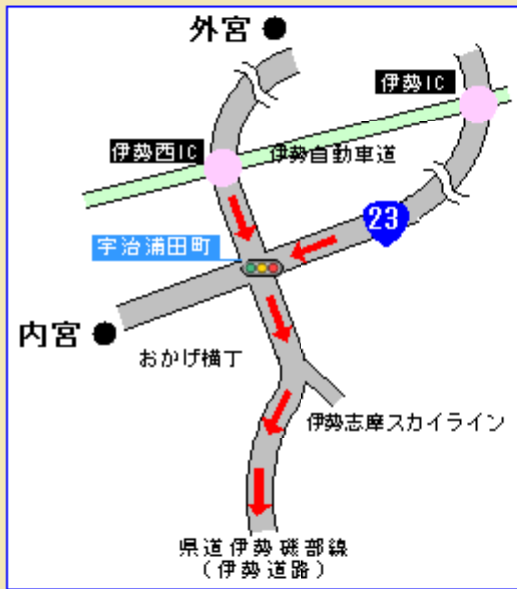 外宮
伊勢IC
伊勢西IC
伊勢自動車道
23
宇治浦田町
内宮
おかげ横丁
伊勢志摩スカイライン
県道伊勢磯部線
（伊勢道路）